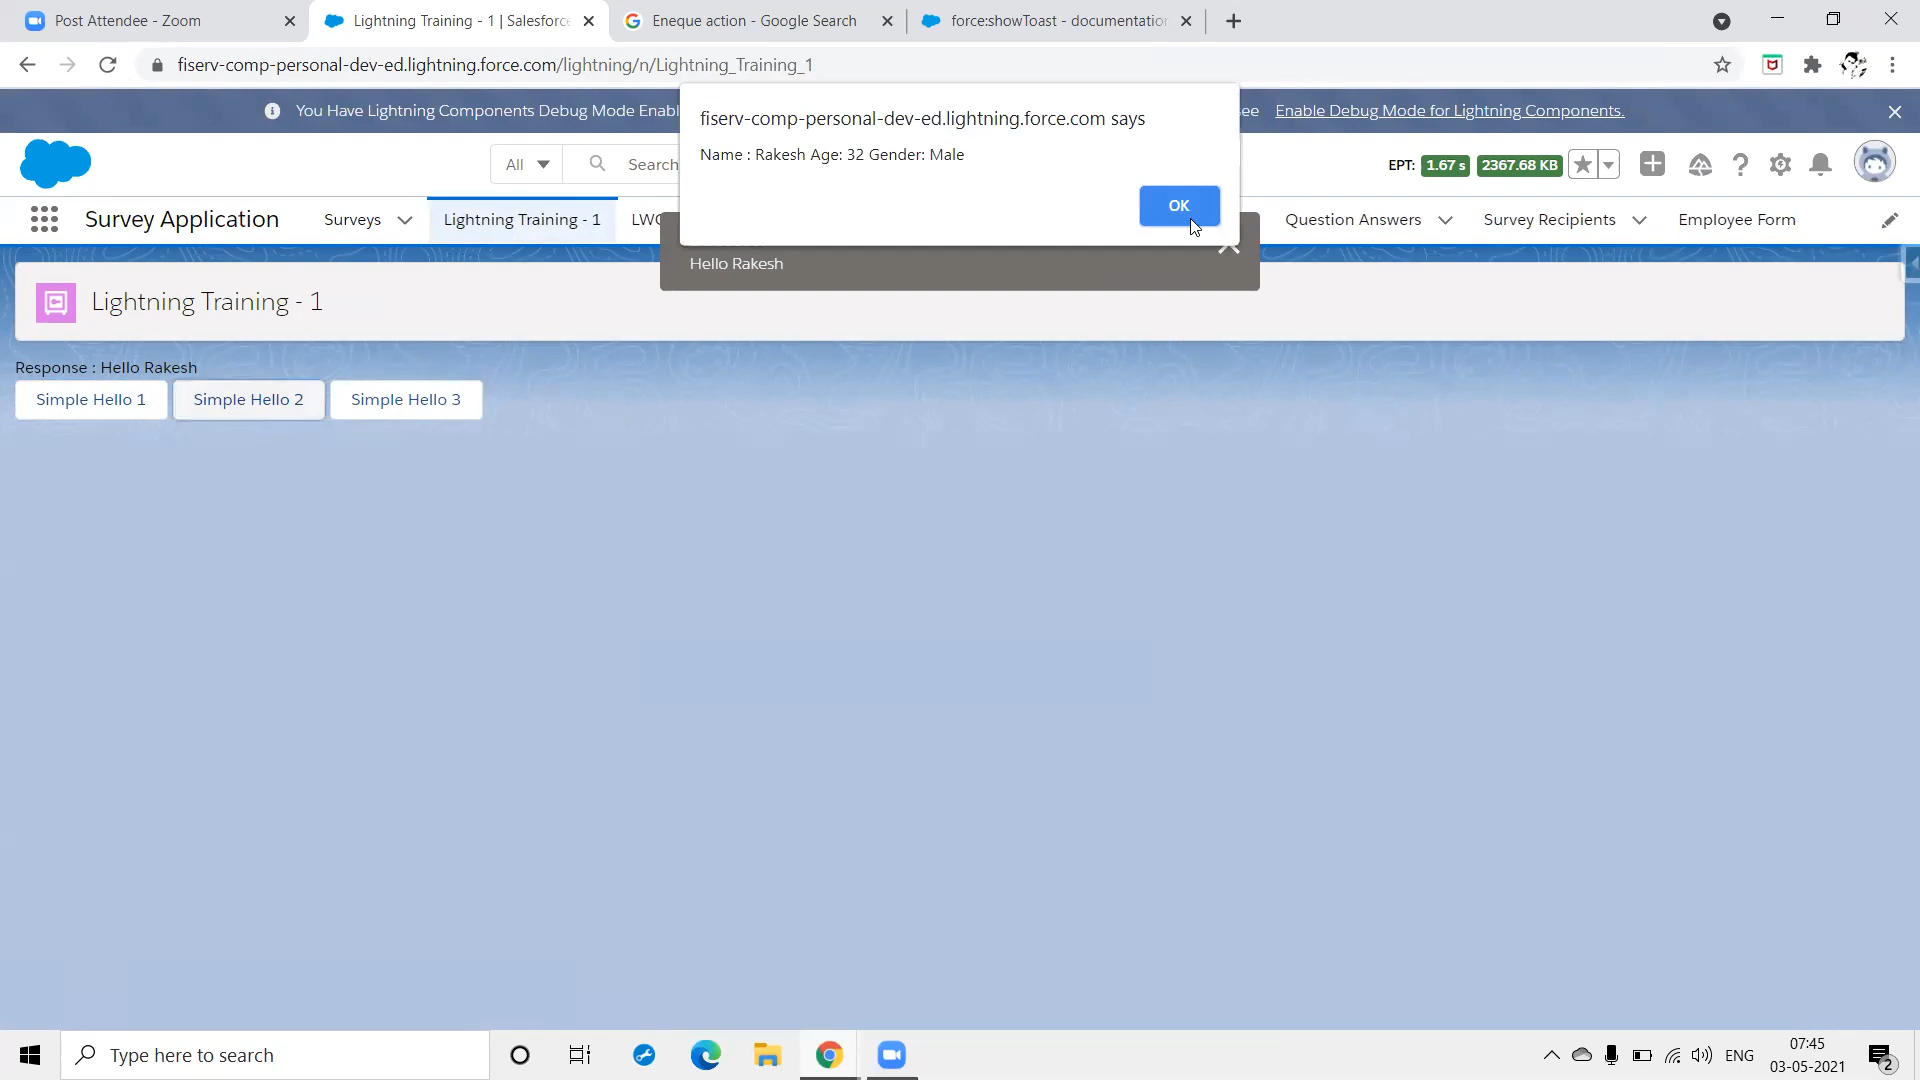 Post Attendee - Zoom
Lightning Training - 1 | Salesforce
Eneque action - Google Search
force:showToast - documentation
fiserv-comp-personal-dev-ed.lightning.force.com/lightning/n/Lightning_Training_1
You Have Lightning Components Debug Mode Enabl
ee Enable Debug Mode for Lightning Components.
fiserv-comp-personal-dev-ed.lightning.force.com says
Name : Rakesh Age: 32 Gender: Male
OK
All
Search
EPT: 1.67 s 2367.68 KB
Survey Application
Surveys
Lightning Training - 1
LWC
Question Answers
Survey Recipients
Employee Form
Hello Rakesh
Lightning Training - 1
Response : Hello Rakesh
Simple Hello 1
Simple Hello 2
Simple Hello 3
Type here to search
ENG
07:45
03-05-2021
2